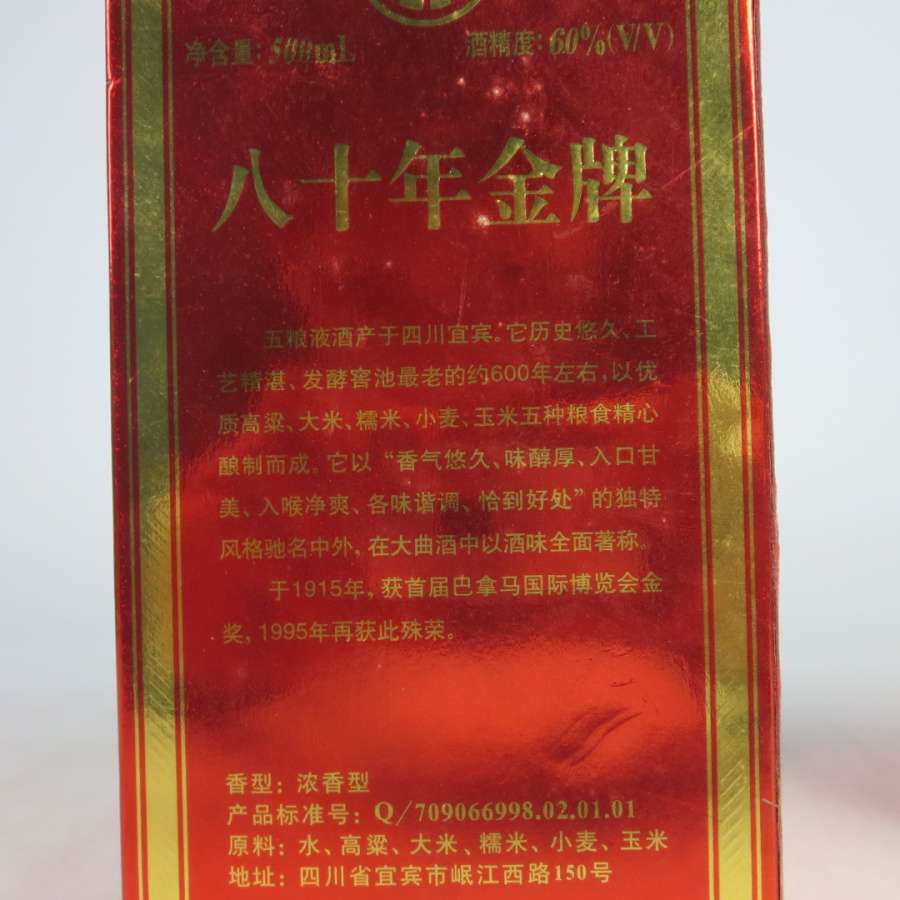 净含量: 500mL 酒精度: 60%(V/V)
八十年金牌
五粮液酒产于四川宜宾。它历史悠久、工
艺精湛、发酵窖池最老的约600年左右，以优
质高粱、大米、糯米、小麦、玉米五种粮食精心
酿制而成。它以“香气悠久、味醇厚、入口甘
美、入喉净爽、各味谐调、恰到好处”的独特
风格驰名中外，在大曲酒中以酒味全面著称。
于1915年，获首届巴拿马国际博览会金
奖，1995年再获此殊荣。
香型: 浓香型
产品标准号: Q/709066998.02.01.01
原料: 水、高粱、大米、糯米、小麦、玉米
地址: 四川省宜宾市岷江西路150号